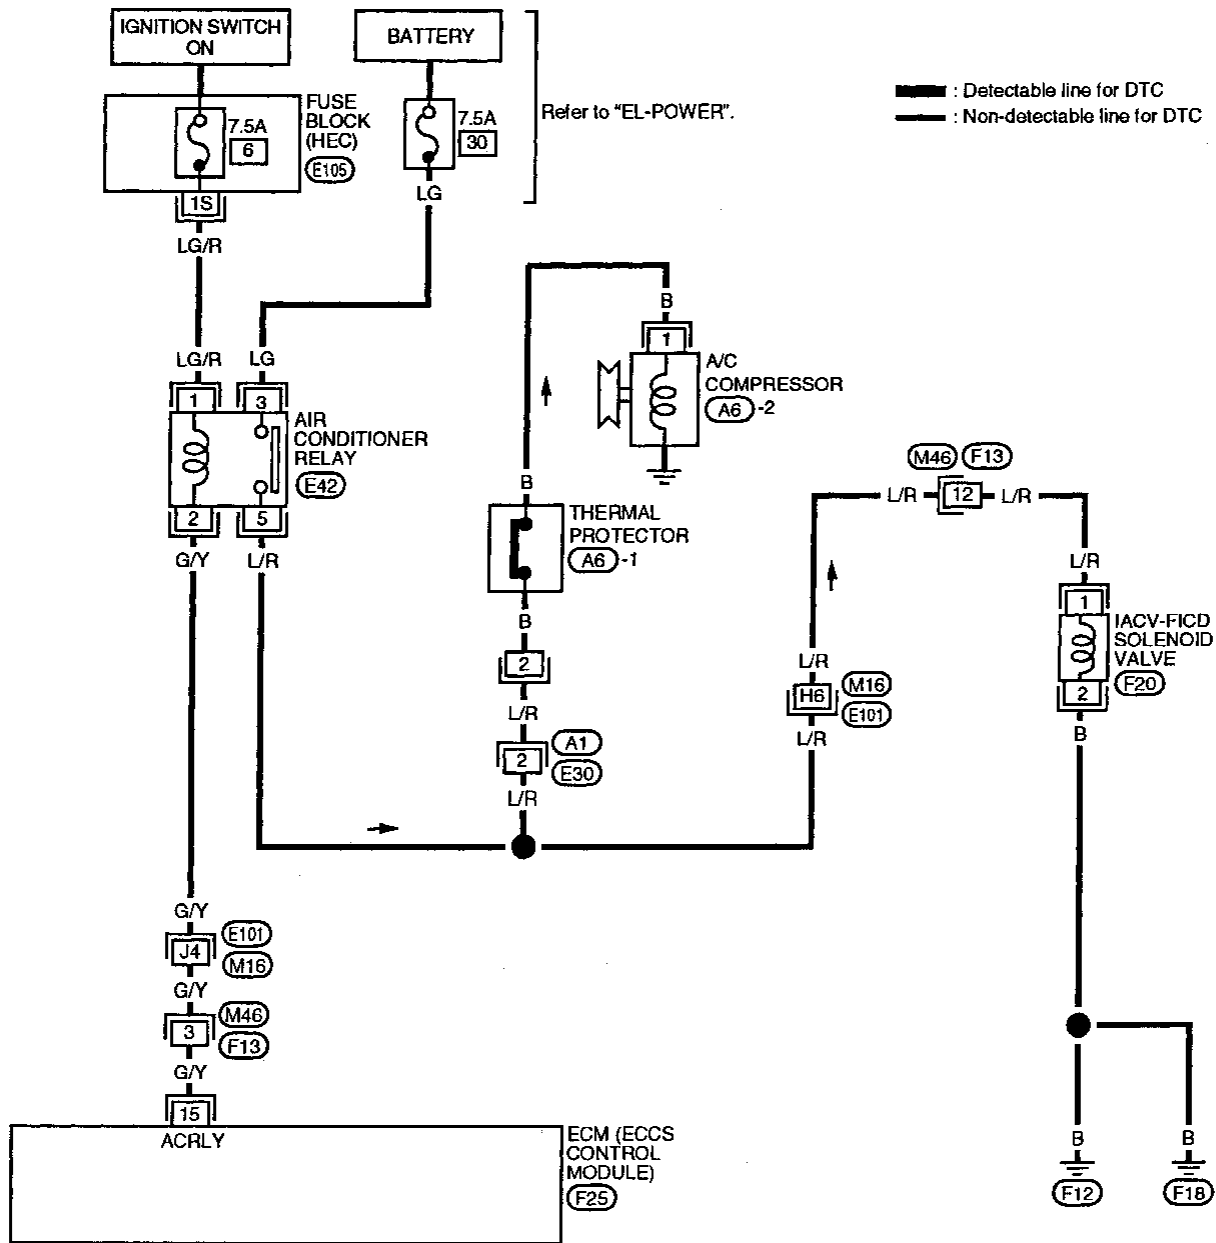 IGNITION SWITCH
ON
BATTERY
FUSE
BLOCK
(HEC)
E105
7.5A
6
7.5A
30
Refer to "EL-POWER".
: Detectable line for DTC
: Non-detectable line for DTC
1S
LG/R
LG
LG/R
LG
1
3
AIR
CONDITIONER
RELAY
E42
2
5
G/Y
L/R
B
1
A/C
COMPRESSOR
A6 -2
B
THERMAL
PROTECTOR
A6 -1
B
2
L/R
2
A1
E30
L/R
M46 F13
L/R 12 L/R
L/R
H6
M16
E101
L/R
L/R
1
IACV-FICD
SOLENOID
VALVE
F20
2
B
G/Y
J4
E101
M16
G/Y
3
M46
F13
G/Y
15
ACRLY
ECM (ECCS
CONTROL
MODULE)
F25
B
F12
B
F18